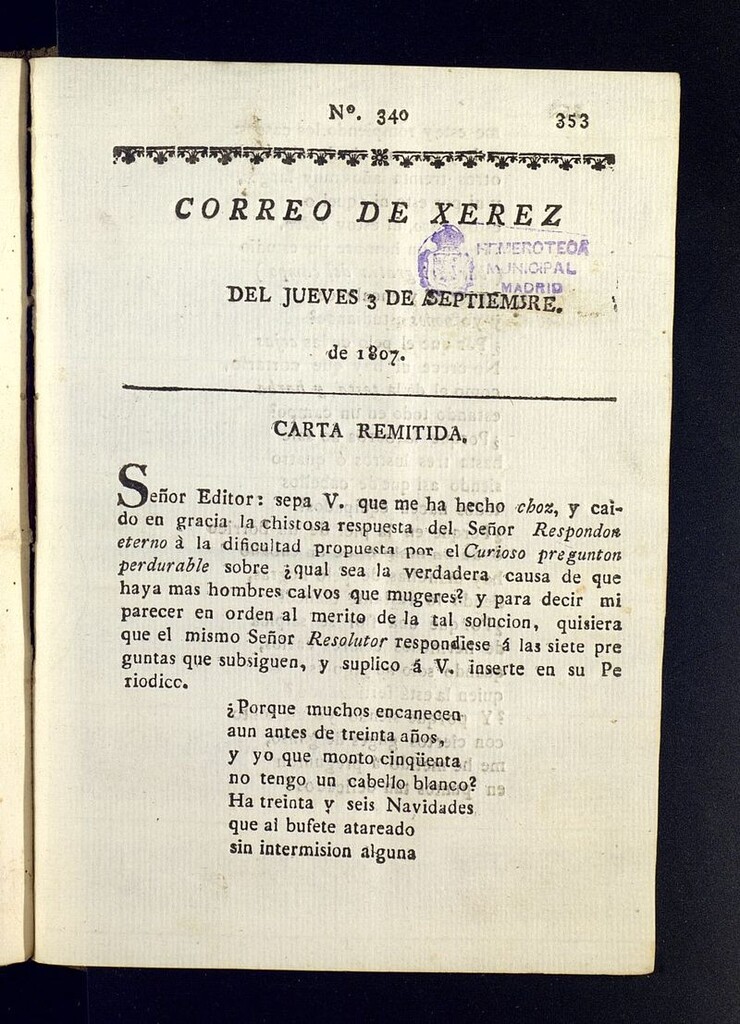 Nº. 340 353
CORREO DE XEREZ
HEMEROTECA
MUNICIPAL
MADRID
DEL JUEVES 3 DE SEPTIEMBRE.
de 1807.
CARTA REMITIDA.
Señor Editor: sepa V. que me ha hecho choz, y cai-
do en gracia la chistosa respuesta del Señor Respondon
eterno à la dificultad propuesta por el Curioso pregunton
perdurable sobre ¿qual sea la verdadera causa de que
haya mas hombres calvos que mugeres? y para decir mi
parecer en orden al merito de la tal solucion, quisiera
que el mismo Señor Resolutor respondiese á las siete pre
guntas que subsiguen, y suplico á V. inserte en su Pe
riodicc.
¿Porque muchos encanecen
aun antes de treinta años,
y yo que monto cinqüenta
no tengo un cabello blanco?
Ha treinta y seis Navidades
que al bufete atareado
sin intermision alguna